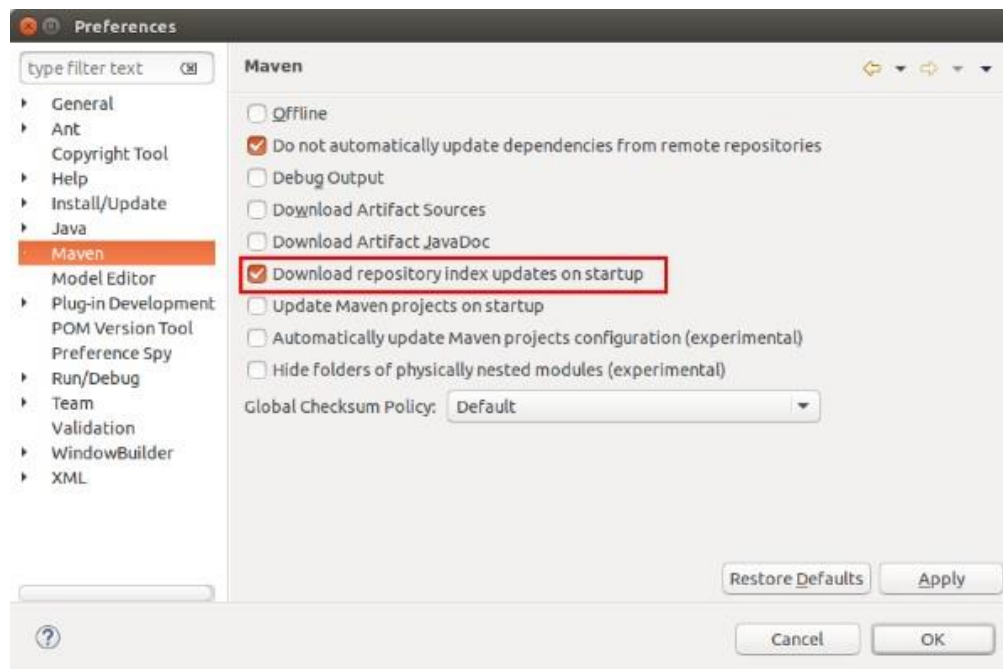 Preferences
type filter text
Maven
General
Ant
Copyright Tool
Help
Install/Update
Java
Maven
Model Editor
Plug-in Development
POM Version Tool
Preference Spy
Run/Debug
Team
Validation
WindowBuilder
XML
Offline
Do not automatically update dependencies from remote repositories
Debug Output
Download Artifact Sources
Download Artifact JavaDoc
Download repository index updates on startup
Update Maven projects on startup
Automatically update Maven projects configuration (experimental)
Hide folders of physically nested modules (experimental)
Global Checksum Policy: Default
Restore Defaults Apply
? Cancel OK